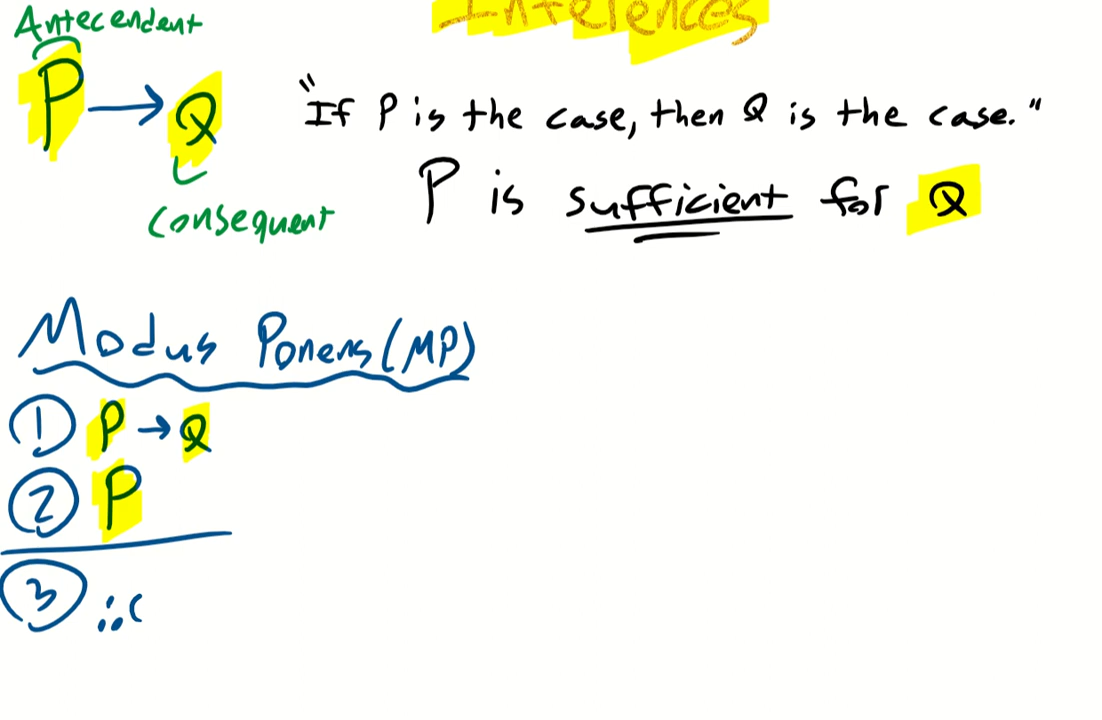 Inferences
Antecendent
P → Q
"If P is the case, then Q is the case."
Consequent
P is sufficient for Q
Modus Ponens (MP)
① P → Q
② P
③ ∴ (